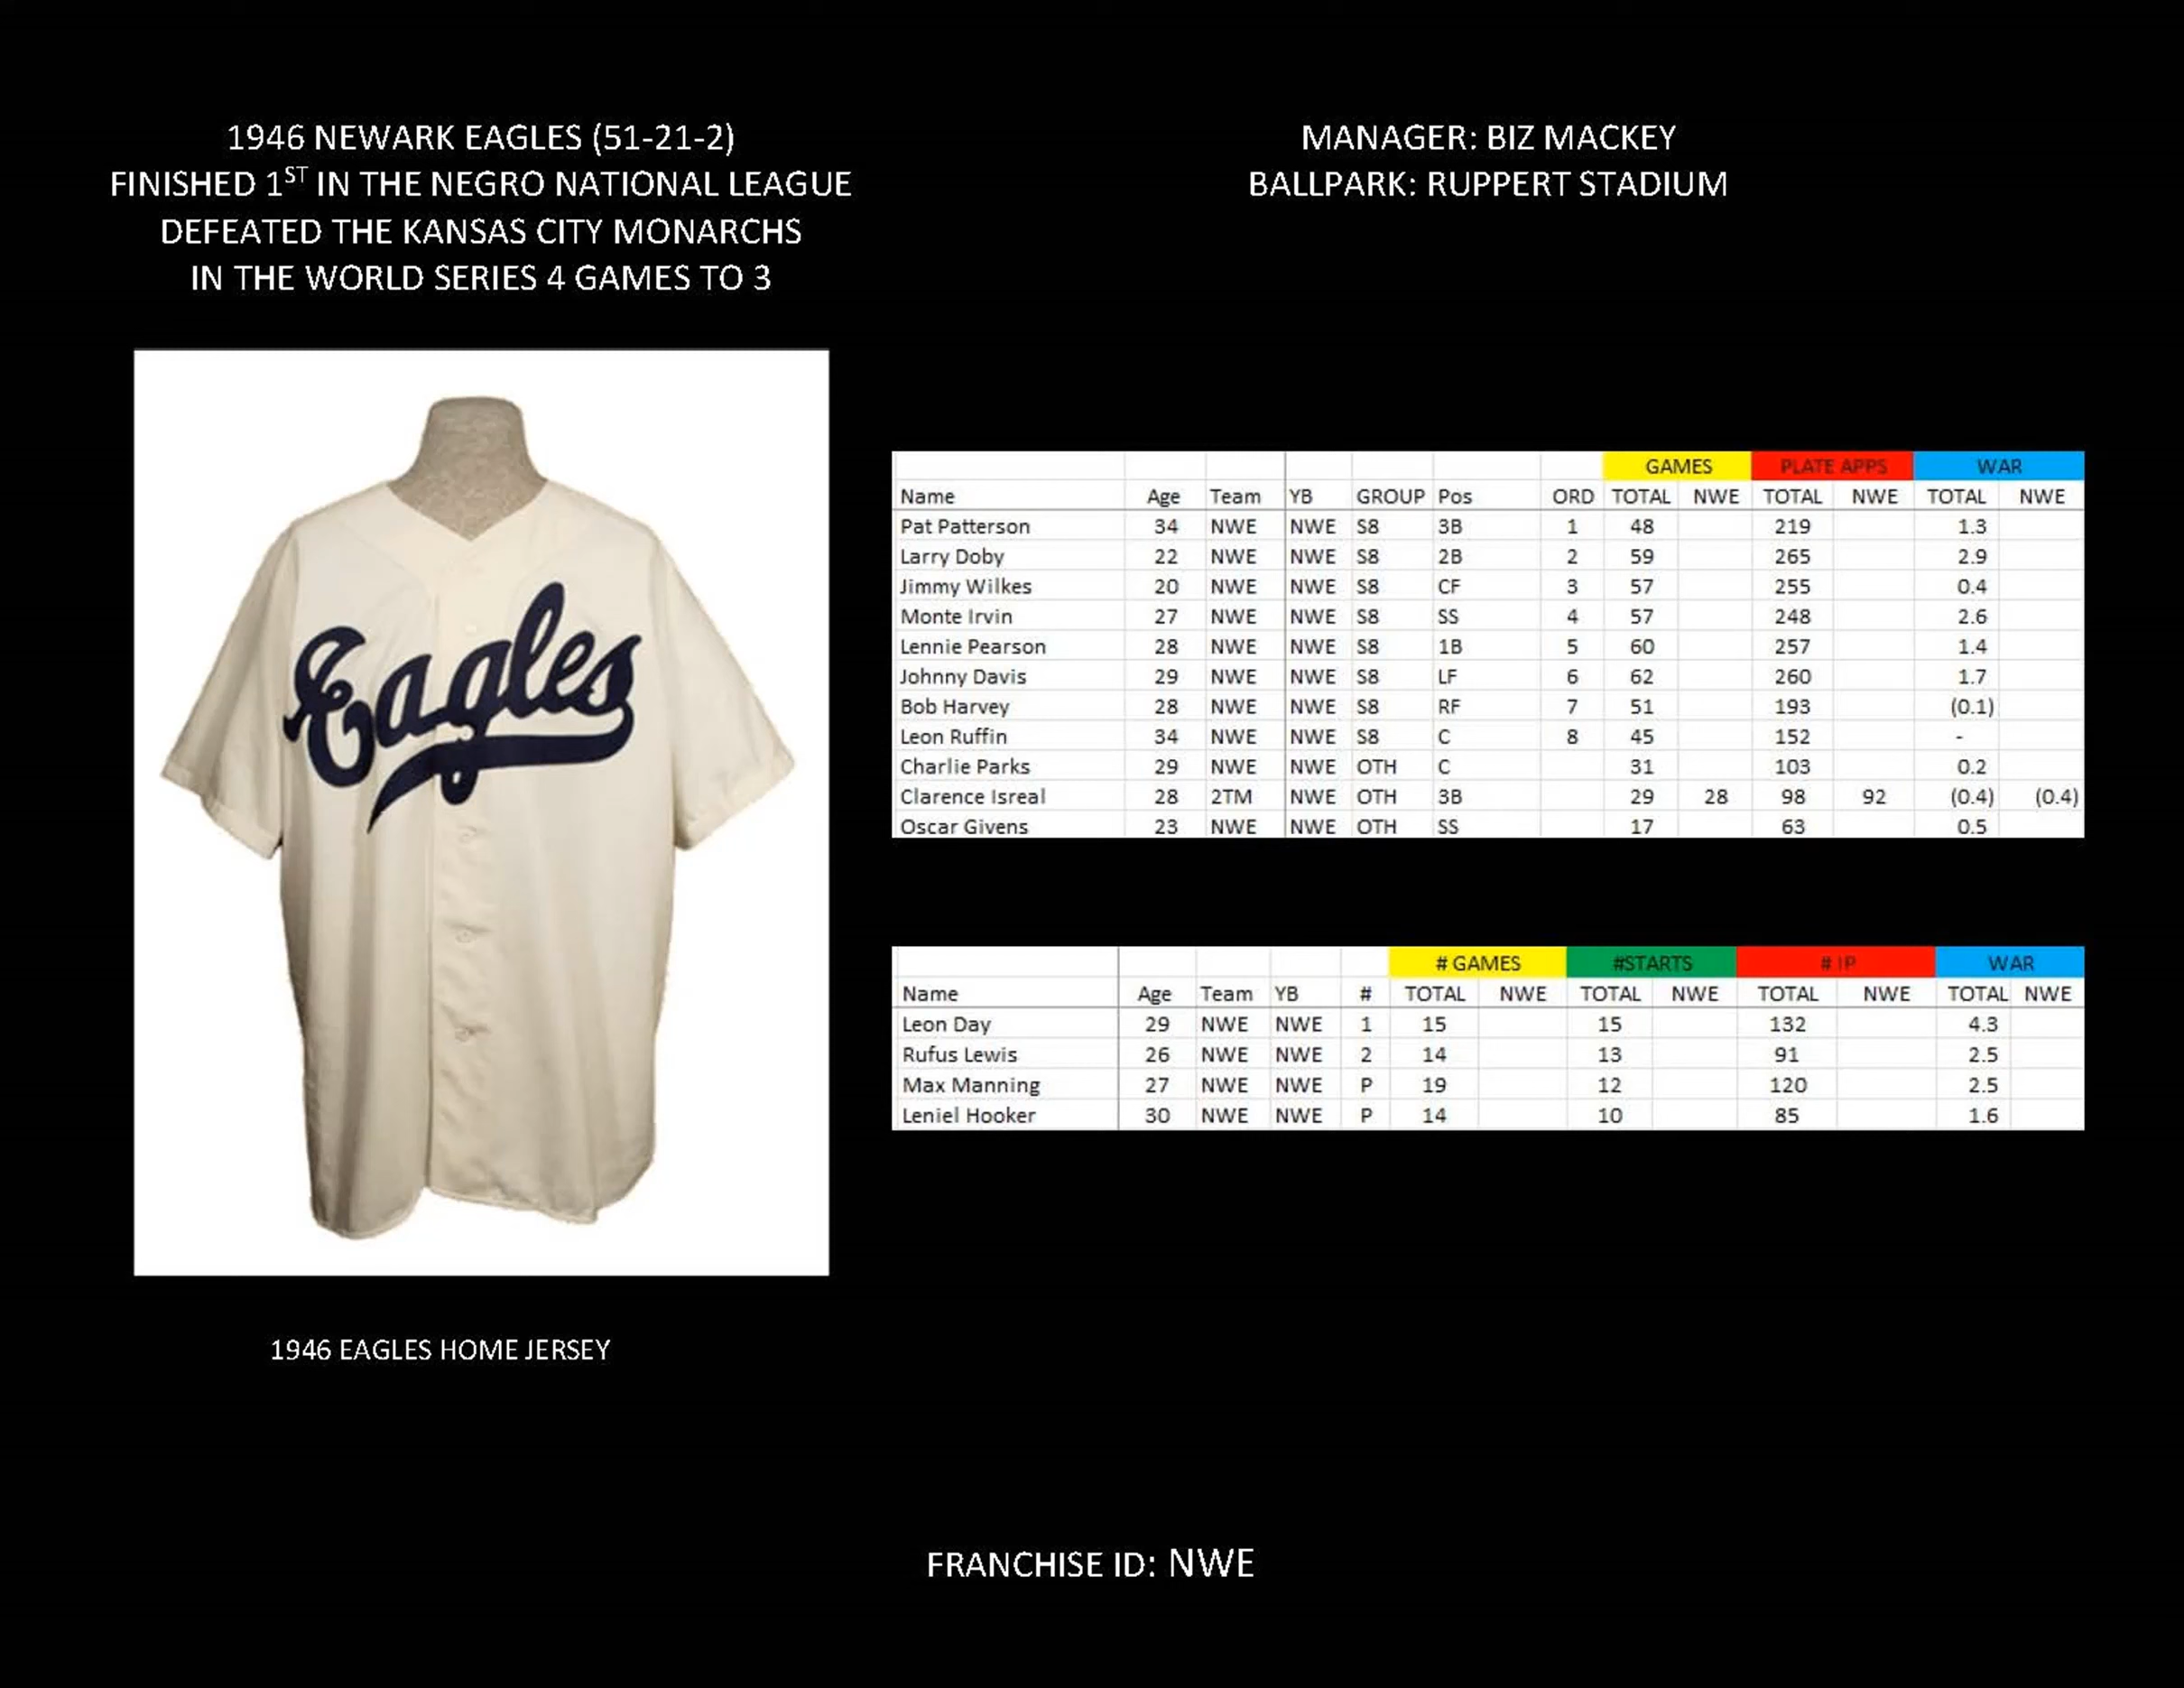 1946 NEWARK EAGLES (51-21-2)
FINISHED 1ST IN THE NEGRO NATIONAL LEAGUE
DEFEATED THE KANSAS CITY MONARCHS
IN THE WORLD SERIES 4 GAMES TO 3
MANAGER: BIZ MACKEY
BALLPARK: RUPPERT STADIUM
Eagles
1946 EAGLES HOME JERSEY
GAMES PLATE APPS WAR
Name Age Team YB GROUP Pos ORD TOTAL NWE TOTAL NWE TOTAL NWE
Pat Patterson 34 NWE NWE S8 3B 1 48 219 1.3
Larry Doby 22 NWE NWE S8 2B 2 59 265 2.9
Jimmy Wilkes 20 NWE NWE S8 CF 3 57 255 0.4
Monte Irvin 27 NWE NWE S8 SS 4 57 248 2.6
Lennie Pearson 28 NWE NWE S8 1B 5 60 257 1.4
Johnny Davis 29 NWE NWE S8 LF 6 62 260 1.7
Bob Harvey 28 NWE NWE S8 RF 7 51 193 (0.1)
Leon Ruffin 34 NWE NWE S8 C 8 45 152 -
Charlie Parks 29 NWE NWE OTH C 31 103 0.2
Clarence Isreal 28 2TM NWE OTH 3B 29 28 98 92 (0.4) (0.4)
Oscar Givens 23 NWE NWE OTH SS 17 63 0.5
# GAMES #STARTS # IP WAR
Name Age Team YB # TOTAL NWE TOTAL NWE TOTAL NWE TOTAL NWE
Leon Day 29 NWE NWE 1 15 15 132 4.3
Rufus Lewis 26 NWE NWE 2 14 13 91 2.5
Max Manning 27 NWE NWE P 19 12 120 2.5
Leniel Hooker 30 NWE NWE P 14 10 85 1.6
FRANCHISE ID: NWE